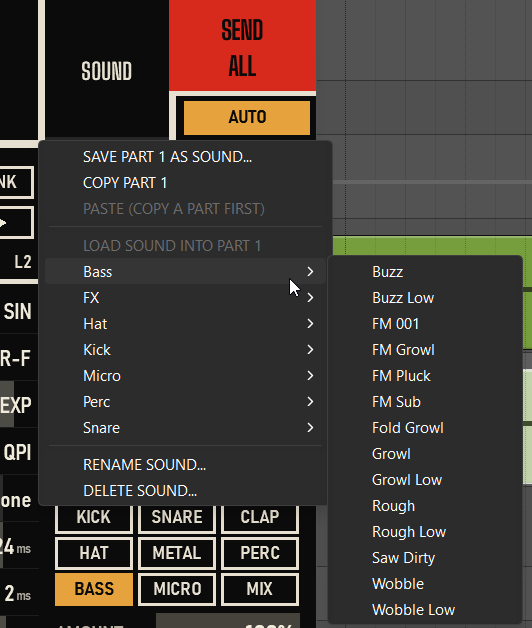 SOUND
SEND
ALL
AUTO
SAVE PART 1 AS SOUND...
COPY PART 1
PASTE (COPY A PART FIRST)
LOAD SOUND INTO PART 1
Bass
FX
Hat
Kick
Micro
Perc
Snare
RENAME SOUND...
DELETE SOUND...
Buzz
Buzz Low
FM 001
FM Growl
FM Pluck
FM Sub
Fold Growl
Growl
Growl Low
Rough
Rough Low
Saw Dirty
Wobble
Wobble Low
NK
L2
SIN
R-F
EXP
QPI
one
24 ms
2 ms
KICK SNARE CLAP
HAT METAL PERC
BASS MICRO MIX